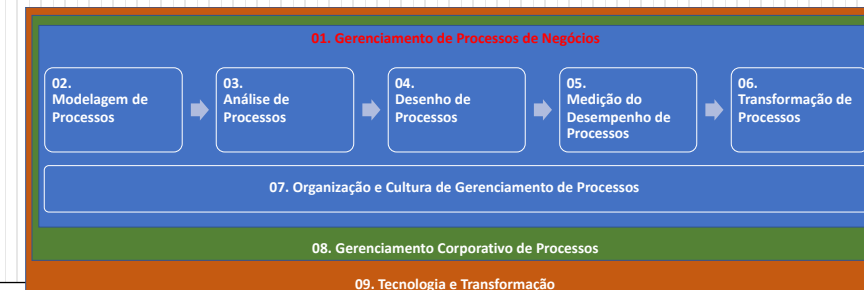 01. Gerenciamento de Processos de Negócios
02.
Modelagem de
Processos
03.
Análise de
Processos
04.
Desenho de
Processos
05.
Medição do
Desempenho de
Processos
06.
Transformação de
Processos
07. Organização e Cultura de Gerenciamento de Processos
08. Gerenciamento Corporativo de Processos
09. Tecnologia e Transformação